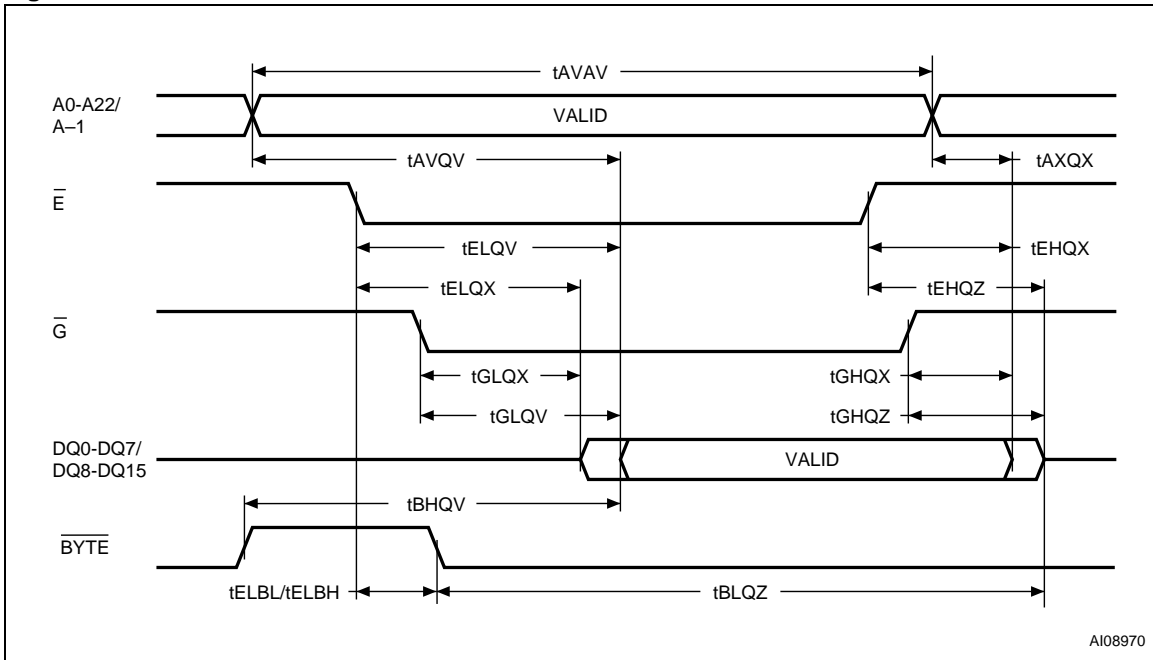 tAVAV
A0-A22/
A–1
VALID
tAVQV
tAXQX
E
tELQV
tEHQX
tELQX
tEHQZ
G
tGLQX
tGHQX
tGLQV
tGHQZ
DQ0-DQ7/
DQ8-DQ15
VALID
tBHQV
BYTE
tELBL/tELBH
tBLQZ
AI08970